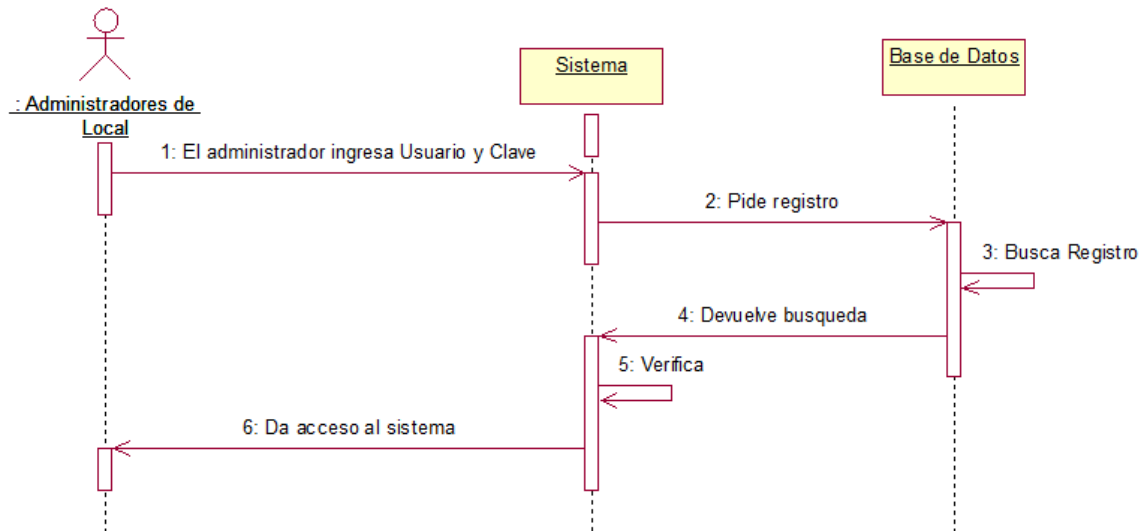 : Administradores de
Local
Sistema
Base de Datos
1: El administrador ingresa Usuario y Clave
2: Pide registro
3: Busca Registro
4: Devuelve busqueda
5: Verifica
6: Da acceso al sistema